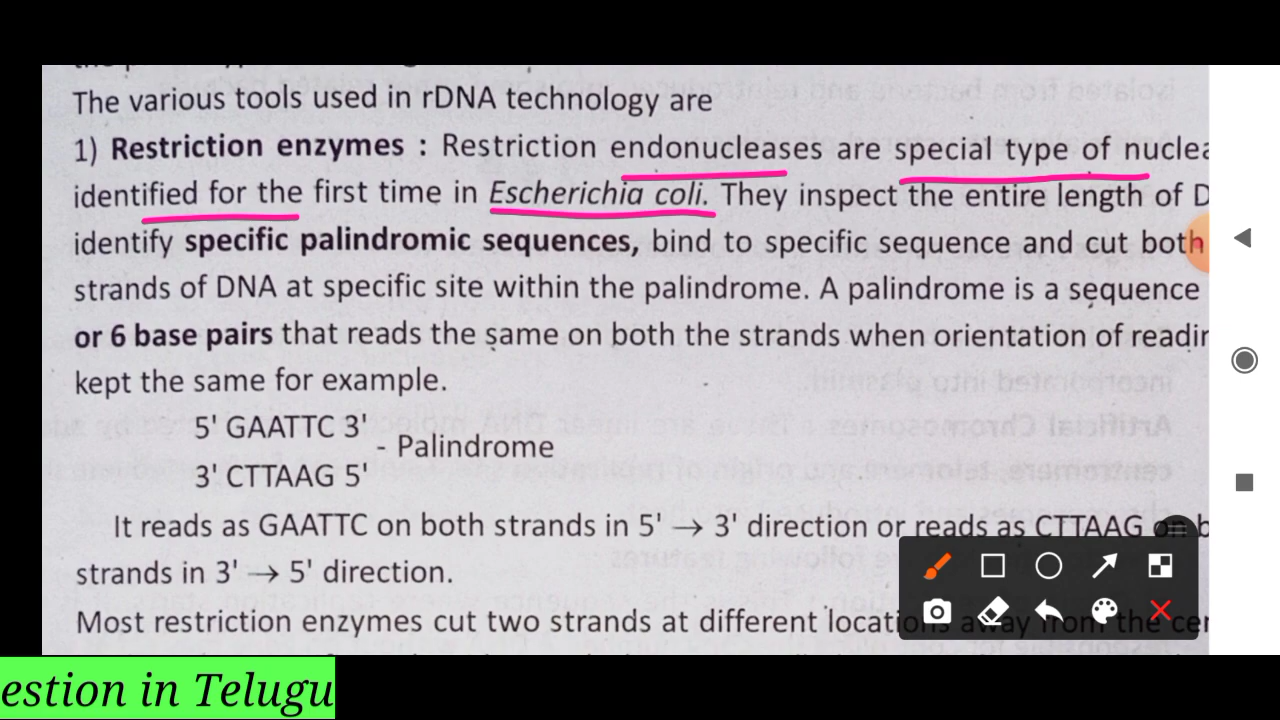 The various tools used in rDNA technology are
1) Restriction enzymes : Restriction endonucleases are special type of nuclea
identified for the first time in Escherichia coli. They inspect the entire length of D
identify specific palindromic sequences, bind to specific sequence and cut both
strands of DNA at specific site within the palindrome. A palindrome is a sequence
or 6 base pairs that reads the same on both the strands when orientation of readin
kept the same for example.
5' GAATTC 3'
- Palindrome
3' CTTAAG 5'
It reads as GAATTC on both strands in 5' → 3' direction or reads as CTTAAG on b
strands in 3' → 5' direction.
Most restriction enzymes cut two strands at different locations away from the cen
estion in Telugu